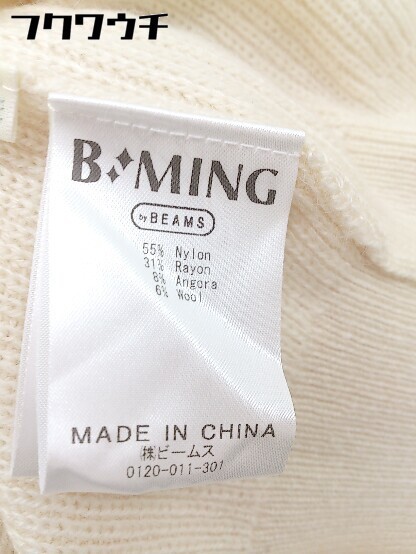 フクワウチ
B:MING
by BEAMS
55% Nylon
31% Rayon
8% Angora
6% Wool
MADE IN CHINA
㈱ビームス
0120-011-301